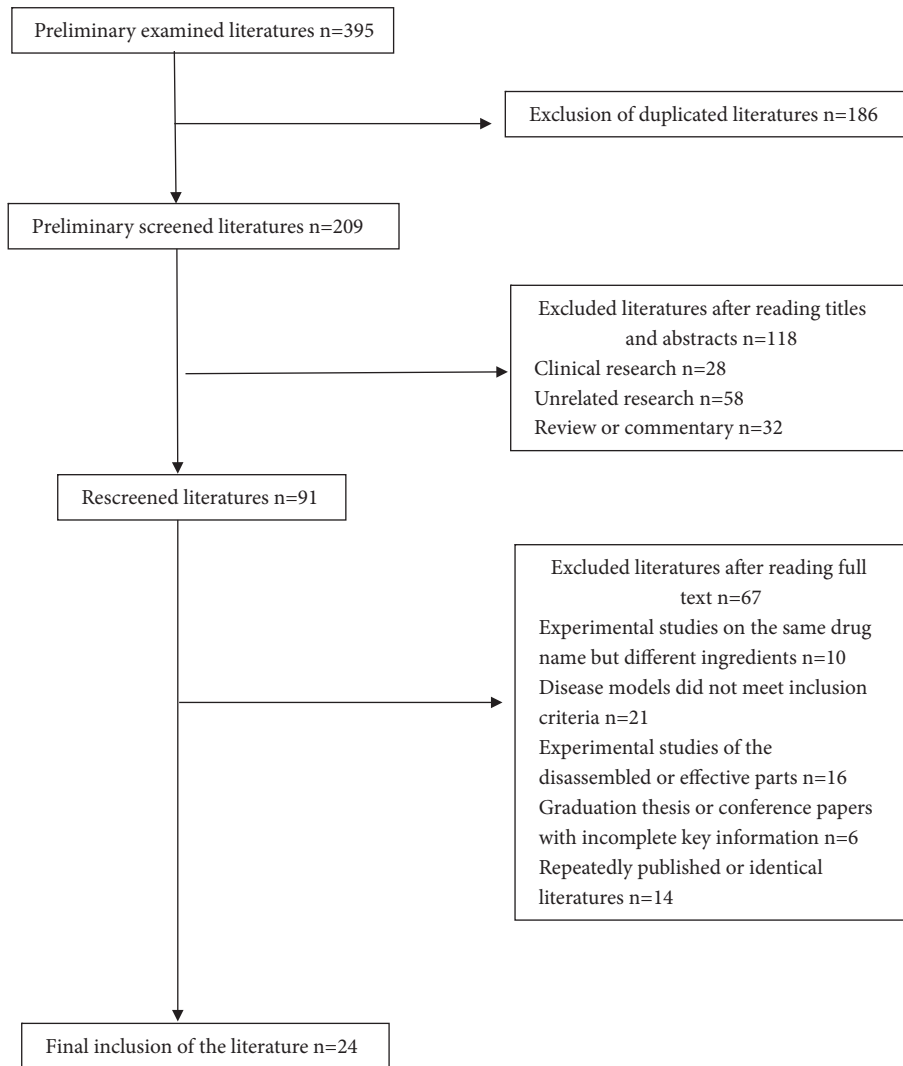 Preliminary examined literatures n=395
Exclusion of duplicated literatures n=186
Preliminary screened literatures n=209
Excluded literatures after reading titles
and abstracts n=118
Clinical research n=28
Unrelated research n=58
Review or commentary n=32
Rescreened literatures n=91
Excluded literatures after reading full
text n=67
Experimental studies on the same drug
name but different ingredients n=10
Disease models did not meet inclusion
criteria n=21
Experimental studies of the
disassembled or effective parts n=16
Graduation thesis or conference papers
with incomplete key information n=6
Repeatedly published or identical
literatures n=14
Final inclusion of the literature n=24